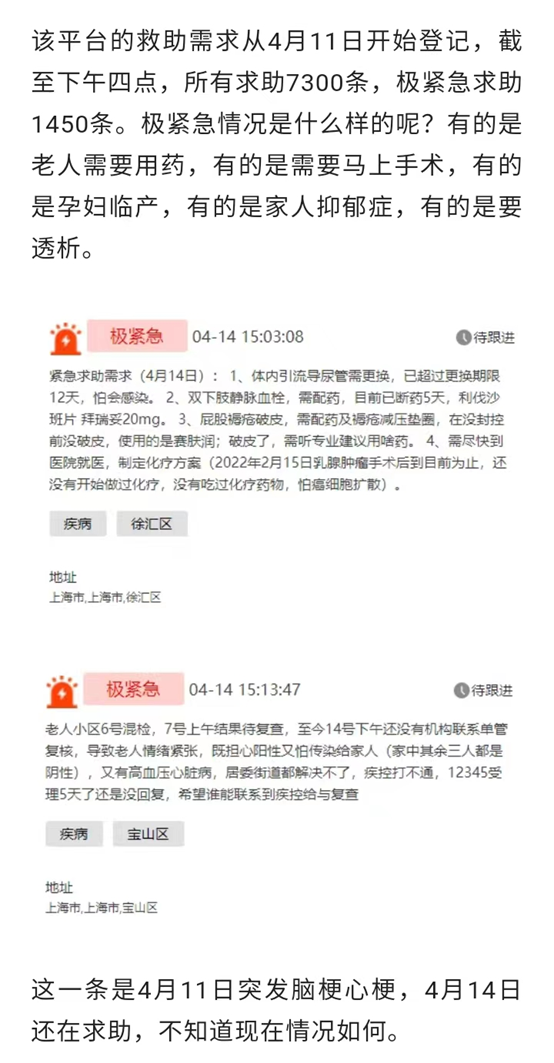 该平台的救助需求从4月11日开始登记，截
至下午四点，所有求助7300条，极紧急求助
1450条。极紧急情况是什么样的呢？有的是
老人需要用药，有的是需要马上手术，有的
是孕妇临产，有的是家人抑郁症，有的是要
透析。
极紧急 04-14 15:03:08 待跟进
紧急求助需求（4月14日）： 1、体内引流导尿管需更换，已超过更换期限
12天，怕会感染。 2、双下肢静脉血栓，需配药，目前已断药5天，利伐沙
班片 拜瑞妥20mg。 3、屁股褥疮破皮，需配药及褥疮减压垫圈，在没封控
前没破皮，使用的是赛肤润；破皮了，需听专业建议用啥药。 4、需尽快到
医院就医，制定化疗方案（2022年2月15日乳腺肿瘤手术后到目前为止，还
没有开始做过化疗，没有吃过化疗药物，怕癌细胞扩散）。
疾病 徐汇区
地址
上海市,上海市,徐汇区
极紧急 04-14 15:13:47 待跟进
老人小区6号混检，7号上午结果待复查，至今14号下午还没有机构联系单管
复核，导致老人情绪紧张，既担心阳性又怕传染给家人（家中其余三人都是
阴性），又有高血压心脏病，居委街道都解决不了，疾控打不通，12345受
理5天了还是没回复，希望谁能联系到疾控给与复查
疾病 宝山区
地址
上海市,上海市,宝山区
这一条是4月11日突发脑梗心梗，4月14日
还在求助，不知道现在情况如何。